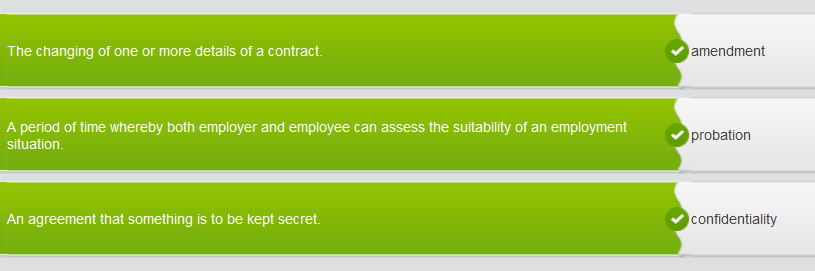 The changing of one or more details of a contract.
amendment
A period of time whereby both employer and employee can assess the suitability of an employment
situation.
probation
An agreement that something is to be kept secret.
confidentiality